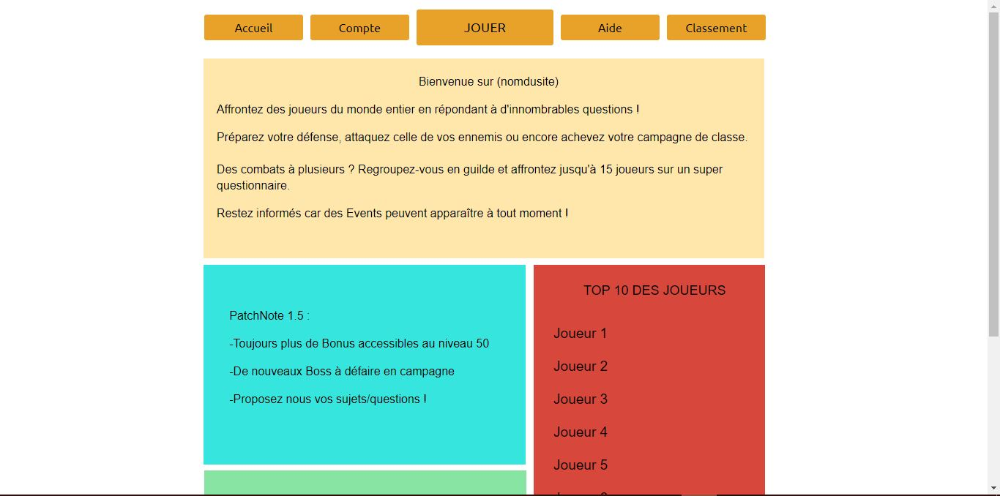 Accueil
Compte
JOUER
Aide
Classement
Bienvenue sur (nomdusite)
Affrontez des joueurs du monde entier en répondant à d'innombrables questions !
Préparez votre défense, attaquez celle de vos ennemis ou encore achevez votre campagne de classe.
Des combats à plusieurs ? Regroupez-vous en guilde et affrontez jusqu'à 15 joueurs sur un super
questionnaire.
Restez informés car des Events peuvent apparaître à tout moment !
PatchNote 1.5 :
-Toujours plus de Bonus accessibles au niveau 50
-De nouveaux Boss à défaire en campagne
-Proposez nous vos sujets/questions !
TOP 10 DES JOUEURS
Joueur 1
Joueur 2
Joueur 3
Joueur 4
Joueur 5